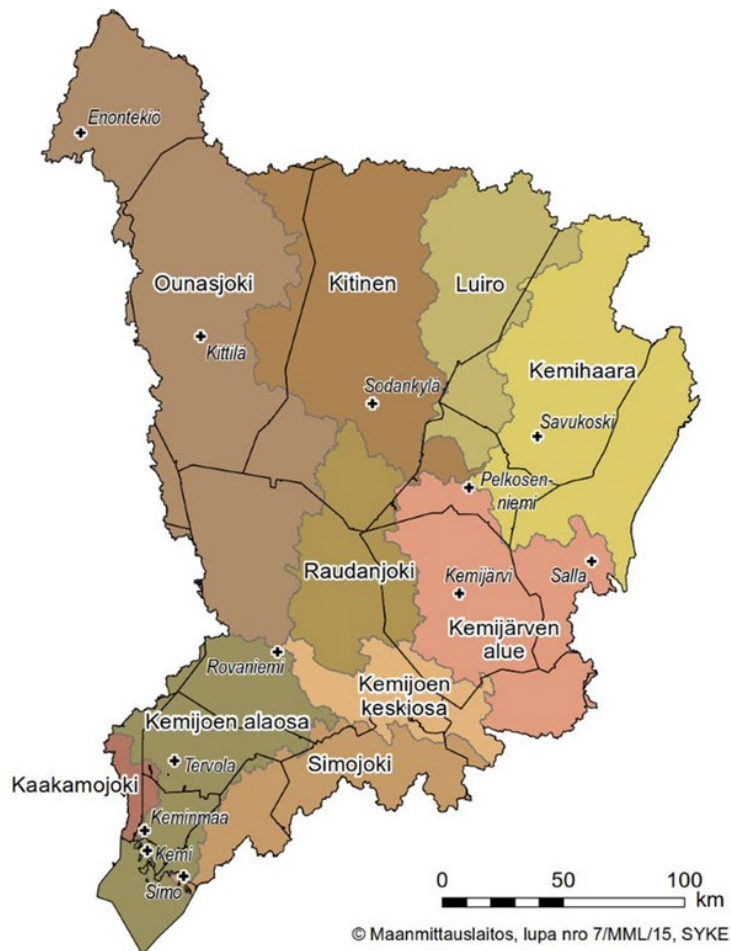 Enontekiö
Ounasjoki
Kitinen
Luiro
Kittilä
Kemihaara
Sodankylä
Savukoski
Pelkosen-
niemi
Raudanjoki
Kemijärvi
Salla
Kemijärven
alue
Rovaniemi
Kemijoen
keskiosa
Kemijoen alaosa
Tervola
Simojoki
Kaakamojoki
Keminmaa
Kemi
Simo
0 50 100
km
© Maanmittauslaitos, lupa nro 7/MML/15, SYKE